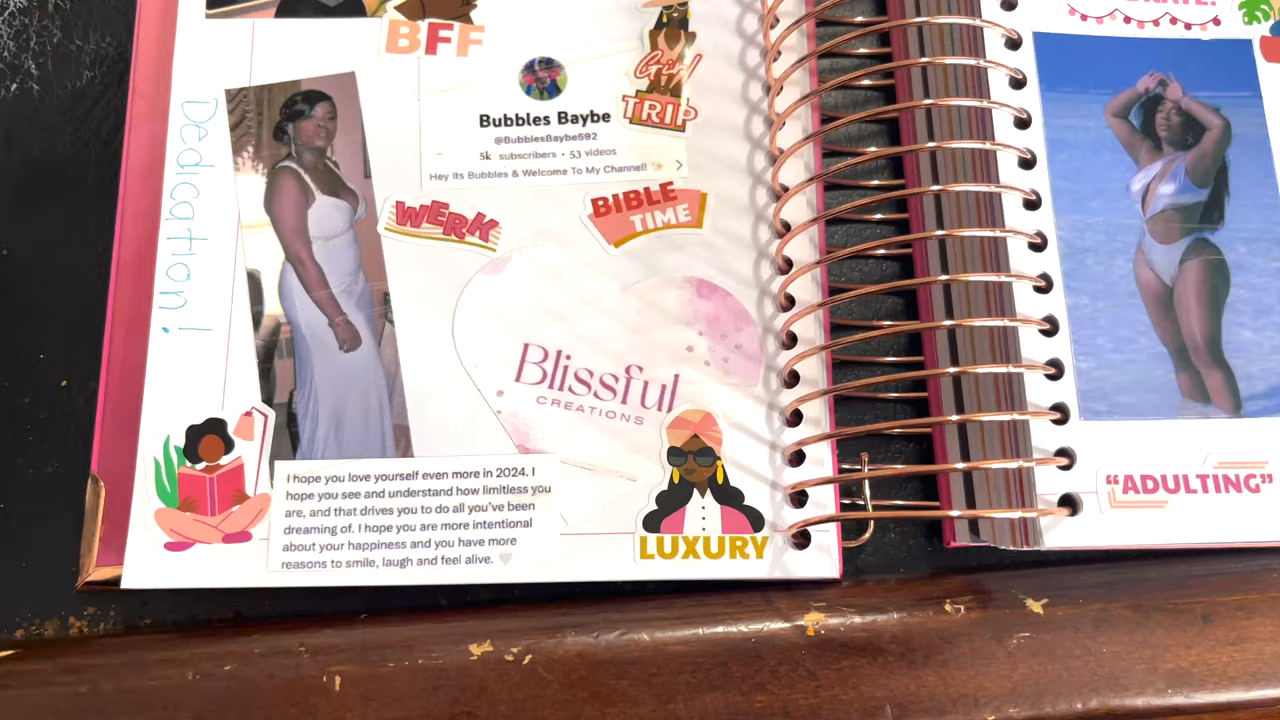 BFF
Girl
TRIP
Bubbles Baybe
@BubblesBaybe592
5k subscribers • 53 videos
Hey Its Bubbles & Welcome To My Channel! ✨ >
Dedication!
WERK
BIBLE
TIME
Blissful
CREATIONS
I hope you love yourself even more in 2024. I
hope you see and understand how limitless you
are, and that drives you to do all you've been
dreaming of. I hope you are more intentional
about your happiness and you have more
reasons to smile, laugh and feel alive. 🤍
LUXURY
"ADULTING"